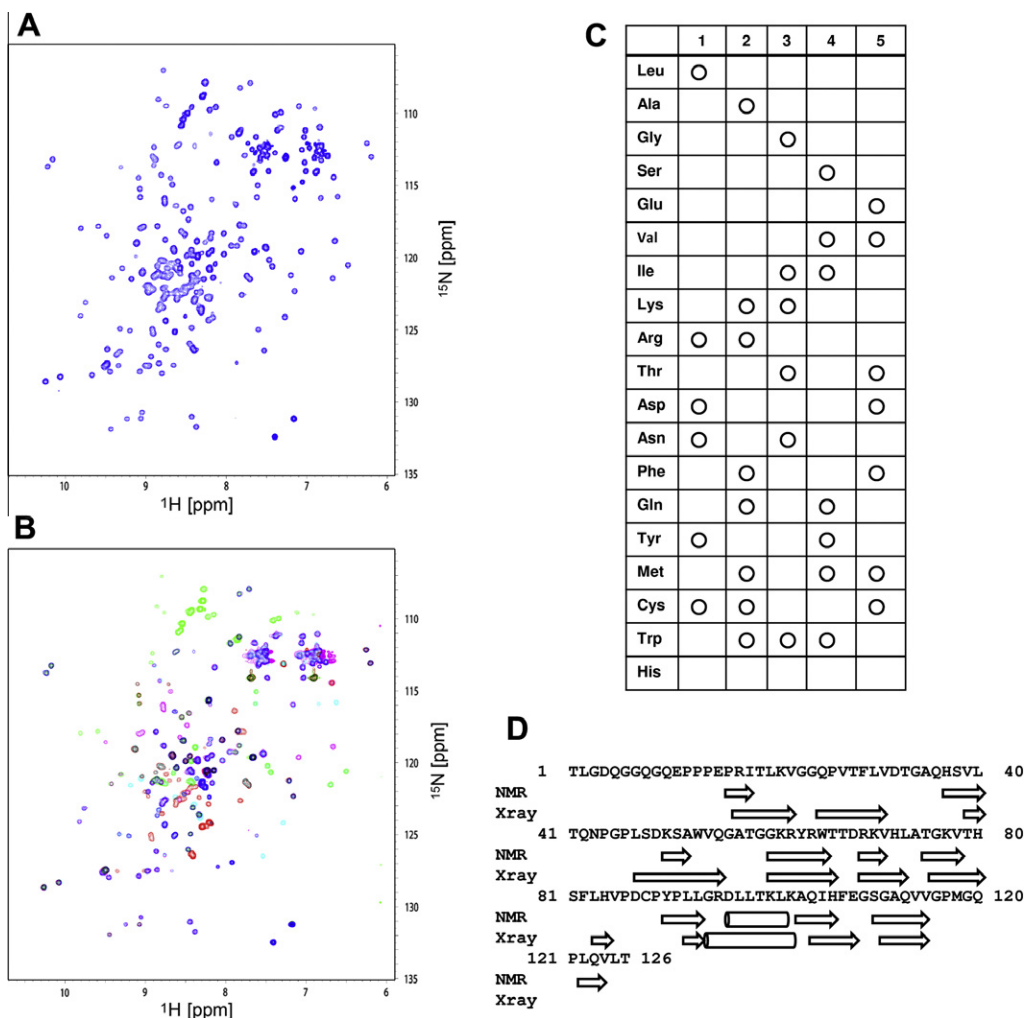 A
110
115
120
125
130
135
15N [ppm]
10 9 8 7 6
1H [ppm]
B
110
115
120
125
130
135
15N [ppm]
10 9 8 7 6
1H [ppm]
C
1 2 3 4 5
Leu
Ala
Gly
Ser
Glu
Val
Ile
Lys
Arg
Thr
Asp
Asn
Phe
Gln
Tyr
Met
Cys
Trp
His
D
1 TLGDQGGQGQEPPPEPRITLKVGGQPVTFLVDTGAQHSVL 40
NMR
Xray
41 TQNPGPLSDKSAWVQGATGGKRYRWTTDRKVHLATGKVTH 80
NMR
Xray
81 SFLHVPDCPYPLLGRDLLTKLKAQIHFEGSGAQVVGPMGQ 120
NMR
Xray
121 PLQVLT 126
NMR
Xray